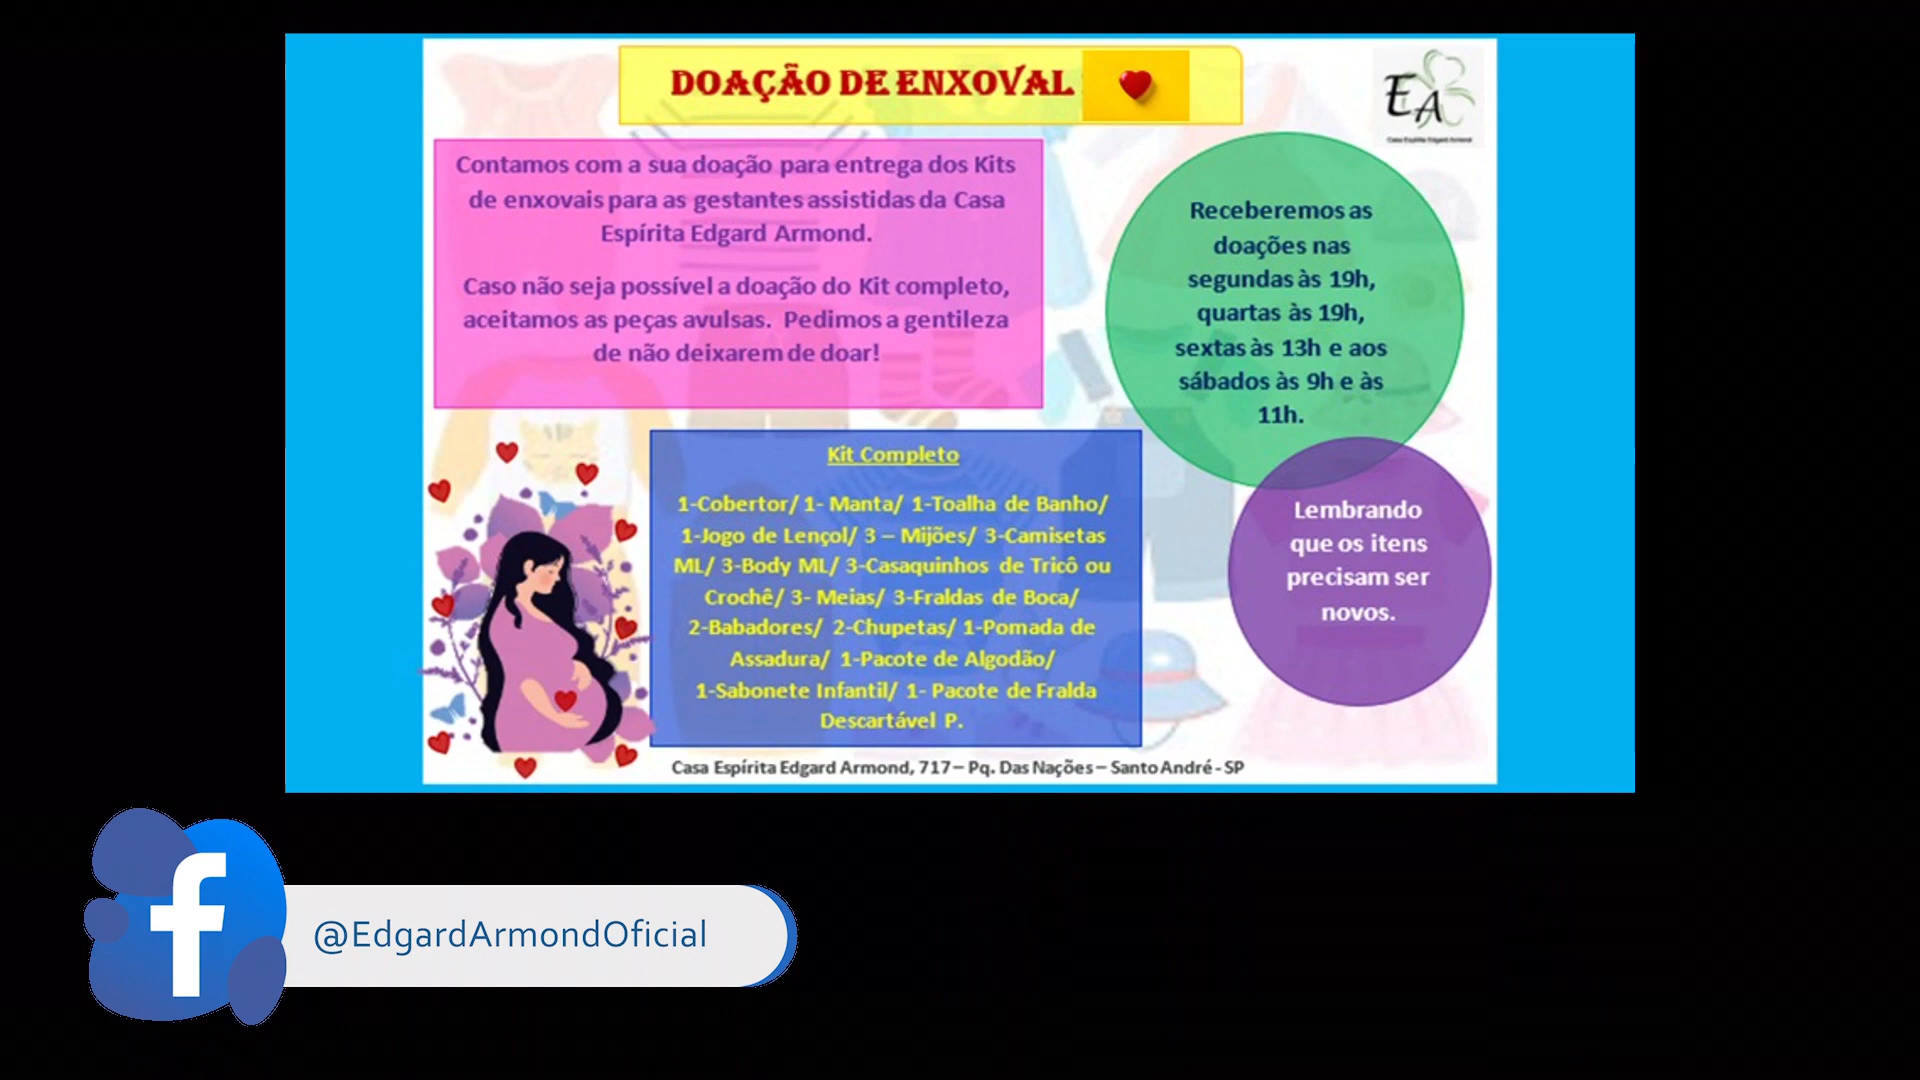 DOAÇÃO DE ENXOVAL
EA
Casa Espírita Edgard Armond
Contamos com a sua doação para entrega dos Kits
de enxovais para as gestantes assistidas da Casa
Espírita Edgard Armond.
Caso não seja possível a doação do Kit completo,
aceitamos as peças avulsas. Pedimos a gentileza
de não deixarem de doar!
Receberemos as
doações nas
segundas às 19h,
quartas às 19h,
sextas às 13h e aos
sábados às 9h e às
11h.
Kit Completo
1-Cobertor/ 1- Manta/ 1-Toalha de Banho/
1-Jogo de Lençol/ 3 – Mijões/ 3-Camisetas
ML/ 3-Body ML/ 3-Casaquinhos de Tricô ou
Crochê/ 3- Meias/ 3-Fraldas de Boca/
2-Babadores/ 2-Chupetas/ 1-Pomada de
Assadura/ 1-Pacote de Algodão/
1-Sabonete Infantil/ 1- Pacote de Fralda
Descartável P.
Lembrando
que os itens
precisam ser
novos.
Casa Espírita Edgard Armond, 717 – Pq. Das Nações – Santo André - SP
@EdgardArmondOficial